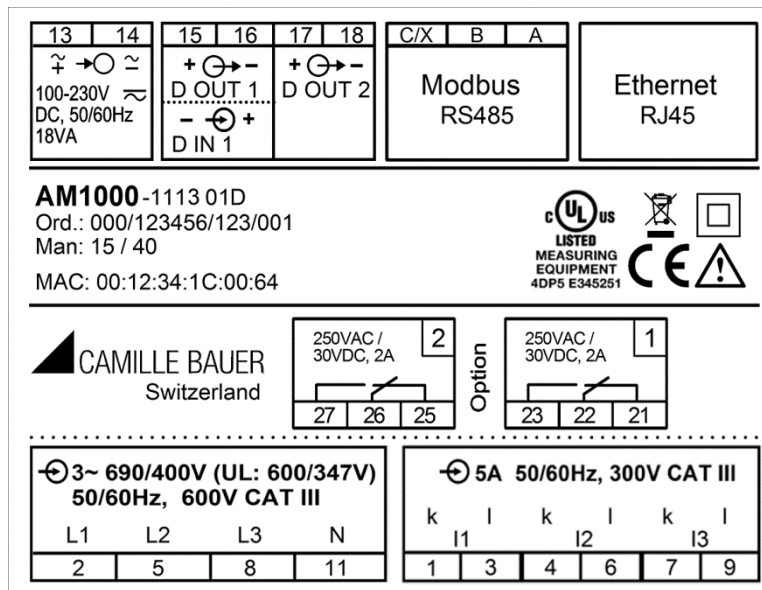 13 14
100-230V
DC, 50/60Hz
18VA
15 16 17 18
+ -
D OUT 1
- +
D IN 1
+ -
D OUT 2
C/X B A
Modbus
RS485
Ethernet
RJ45
AM1000 -1113 01D
Ord.: 000/123456/123/001
Man: 15 / 40
MAC: 00:12:34:1C:00:64
C UL US
LISTED
MEASURING
EQUIPMENT
4DP5 E345251
CE
CAMILLE BAUER
Switzerland
250VAC /
30VDC, 2A
2
27 26 25
Option
250VAC /
30VDC, 2A
1
23 22 21
3~ 690/400V (UL: 600/347V)
50/60Hz, 600V CAT III
L1 L2 L3 N
2 5 8 11
5A 50/60Hz, 300V CAT III
k l k l k l
I1 I2 I3
1 3 4 6 7 9